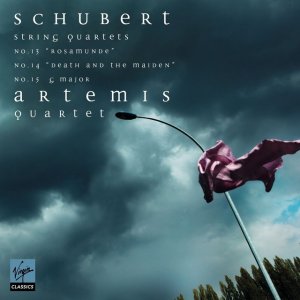 SCHUBERT
STRING QUARTETS
NO.13 "ROSAMUNDE"
NO.14 "DEATH AND THE MAIDEN"
NO.15 G MAJOR
ARTEMIS
QUARTET
Virgin
CLASSICS